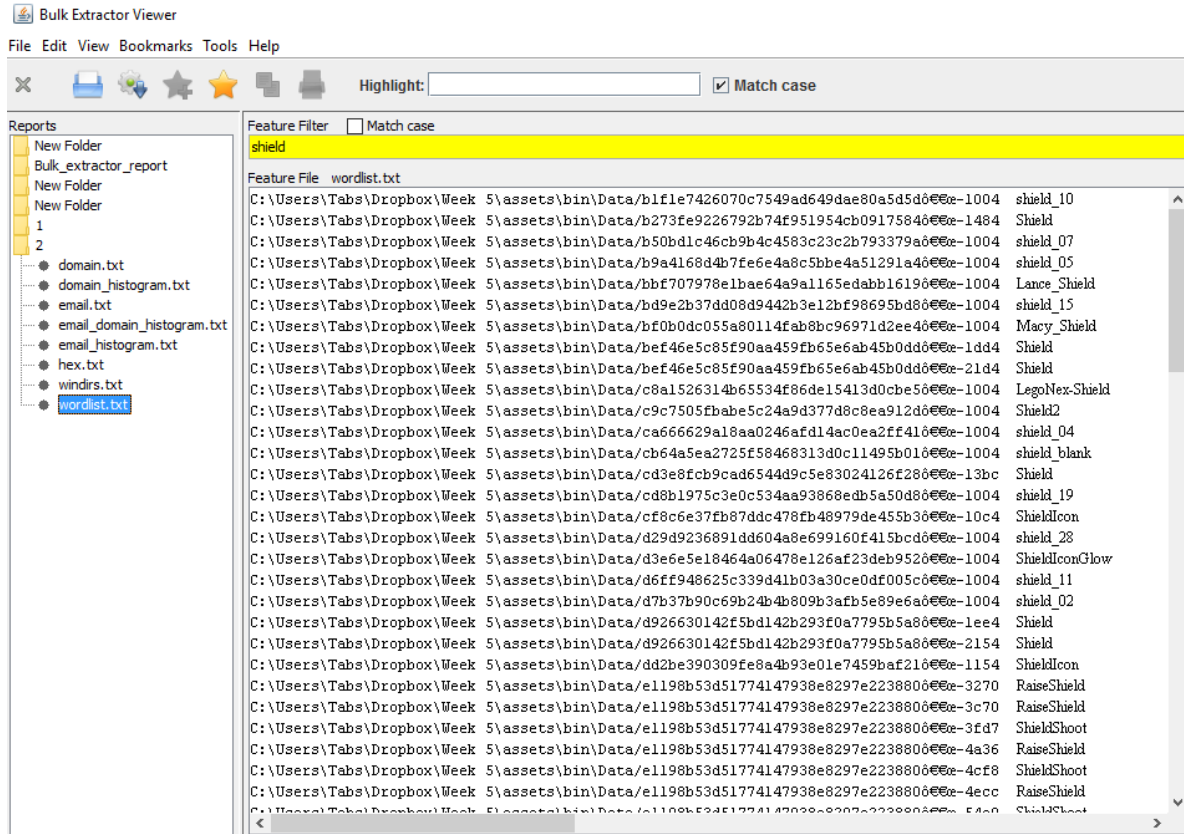 Bulk Extractor Viewer
File Edit View Bookmarks Tools Help
Highlight: Match case
Reports
New Folder
Bulk_extractor_report
New Folder
New Folder
1
2
domain.txt
domain_histogram.txt
email.txt
email_domain_histogram.txt
email_histogram.txt
hex.txt
windirs.txt
wordlist.txt
Feature Filter Match case
shield
Feature File wordlist.txt
C:\Users\Tabs\Dropbox\Week 5\assets\bin\Data/b1f1e7426070c7549ad649dae80a5d5dô€€œ-1004 shield_10
C:\Users\Tabs\Dropbox\Week 5\assets\bin\Data/b273fe9226792b74f951954cb0917584ô€€œ-1484 Shield
C:\Users\Tabs\Dropbox\Week 5\assets\bin\Data/b50bd1c46cb9b4c4583c23c2b793379aô€€œ-1004 shield_07
C:\Users\Tabs\Dropbox\Week 5\assets\bin\Data/b9a4168d4b7fe6e4a8c5bbe4a51291a4ô€€œ-1004 shield_05
C:\Users\Tabs\Dropbox\Week 5\assets\bin\Data/bbf707978e1bae64a9a1165edabb1619ô€€œ-1004 Lance_Shield
C:\Users\Tabs\Dropbox\Week 5\assets\bin\Data/bd9e2b37dd08d9442b3e12bf98695bd8ô€€œ-1004 shield_15
C:\Users\Tabs\Dropbox\Week 5\assets\bin\Data/bf0b0dc055a80114fab8bc96971d2ee4ô€€œ-1004 Macy_Shield
C:\Users\Tabs\Dropbox\Week 5\assets\bin\Data/bef46e5c85f90aa459fb65e6ab45b0ddô€€œ-1dd4 Shield
C:\Users\Tabs\Dropbox\Week 5\assets\bin\Data/bef46e5c85f90aa459fb65e6ab45b0ddô€€œ-21d4 Shield
C:\Users\Tabs\Dropbox\Week 5\assets\bin\Data/c8a1526314b65534f86de15413d0cbe5ô€€œ-1004 LegoNex-Shield
C:\Users\Tabs\Dropbox\Week 5\assets\bin\Data/c9c7505fbabe5c24a9d377d8c8ea912dô€€œ-1004 Shield2
C:\Users\Tabs\Dropbox\Week 5\assets\bin\Data/ca666629a18aa0246afd14ac0ea2ff41ô€€œ-1004 shield_04
C:\Users\Tabs\Dropbox\Week 5\assets\bin\Data/cb64a5ea2725f58468313d0c11495b01ô€€œ-1004 shield_blank
C:\Users\Tabs\Dropbox\Week 5\assets\bin\Data/cd3e8fcb9cad6544d9c5e83024126f28ô€€œ-13bc Shield
C:\Users\Tabs\Dropbox\Week 5\assets\bin\Data/cd8b1975c3e0c534aa93868edb5a50d8ô€€œ-1004 shield_19
C:\Users\Tabs\Dropbox\Week 5\assets\bin\Data/cf8c6e37fb87ddc478fb48979de455b3ô€€œ-10c4 ShieldIcon
C:\Users\Tabs\Dropbox\Week 5\assets\bin\Data/d29d9236891dd604a8e699160f415bcdô€€œ-1004 shield_28
C:\Users\Tabs\Dropbox\Week 5\assets\bin\Data/d3e6e5e18464a06478e126af23deb952ô€€œ-1004 ShieldIconGlow
C:\Users\Tabs\Dropbox\Week 5\assets\bin\Data/d6ff948625c339d41b03a30ce0df005cô€€œ-1004 shield_11
C:\Users\Tabs\Dropbox\Week 5\assets\bin\Data/d7b37b90c69b24b4b809b3afb5e89e6aô€€œ-1004 shield_02
C:\Users\Tabs\Dropbox\Week 5\assets\bin\Data/d926630142f5bd142b293f0a7795b5a8ô€€œ-1ee4 Shield
C:\Users\Tabs\Dropbox\Week 5\assets\bin\Data/d926630142f5bd142b293f0a7795b5a8ô€€œ-2154 Shield
C:\Users\Tabs\Dropbox\Week 5\assets\bin\Data/dd2be390309fe8a4b93e01e7459baf21ô€€œ-1154 ShieldIcon
C:\Users\Tabs\Dropbox\Week 5\assets\bin\Data/e1198b53d51774147938e8297e223880ô€€œ-3270 RaiseShield
C:\Users\Tabs\Dropbox\Week 5\assets\bin\Data/e1198b53d51774147938e8297e223880ô€€œ-3c70 RaiseShield
C:\Users\Tabs\Dropbox\Week 5\assets\bin\Data/e1198b53d51774147938e8297e223880ô€€œ-3fd7 ShieldShoot
C:\Users\Tabs\Dropbox\Week 5\assets\bin\Data/e1198b53d51774147938e8297e223880ô€€œ-4a36 RaiseShield
C:\Users\Tabs\Dropbox\Week 5\assets\bin\Data/e1198b53d51774147938e8297e223880ô€€œ-4cf8 ShieldShoot
C:\Users\Tabs\Dropbox\Week 5\assets\bin\Data/e1198b53d51774147938e8297e223880ô€€œ-4ecc RaiseShield